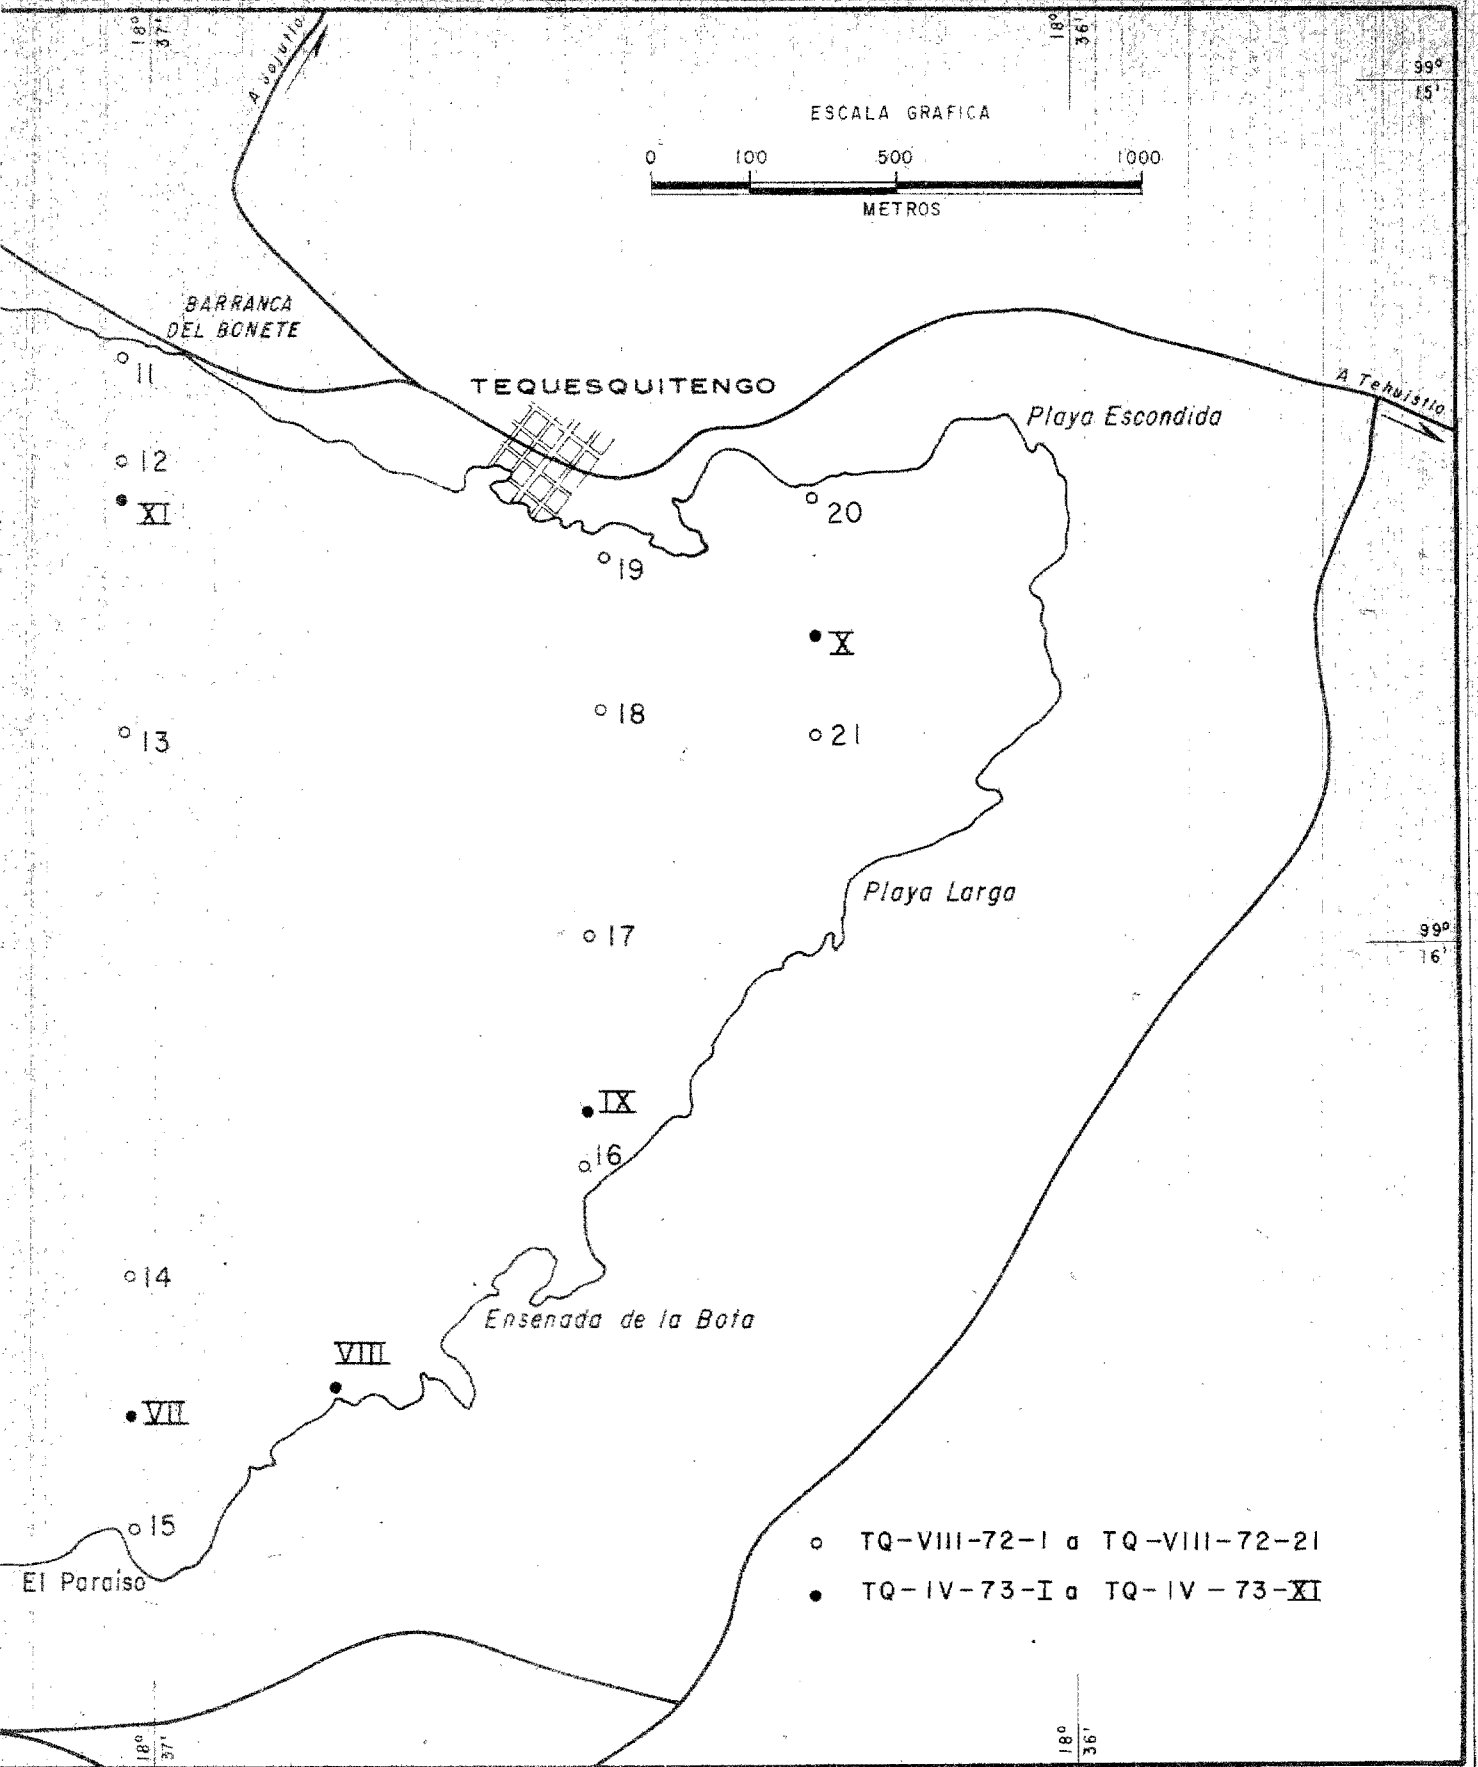 18° 37'
18° 36'
A Jojutla
99° 15'
ESCALA GRAFICA
0 100 500 1000
METROS
BARRANCA
DEL BONETE
11
TEQUESQUITENGO
A Tehuistla
Playa Escondida
12
XI
20
19
X
18
21
13
Playa Larga
17
99° 16'
IX
16
14
Ensenada de la Bota
VIII
VII
15
El Paraíso
TQ-VIII-72-1 a TQ-VIII-72-21
TQ-IV-73-I a TQ-IV-73-XI
18° 37'
18° 36'